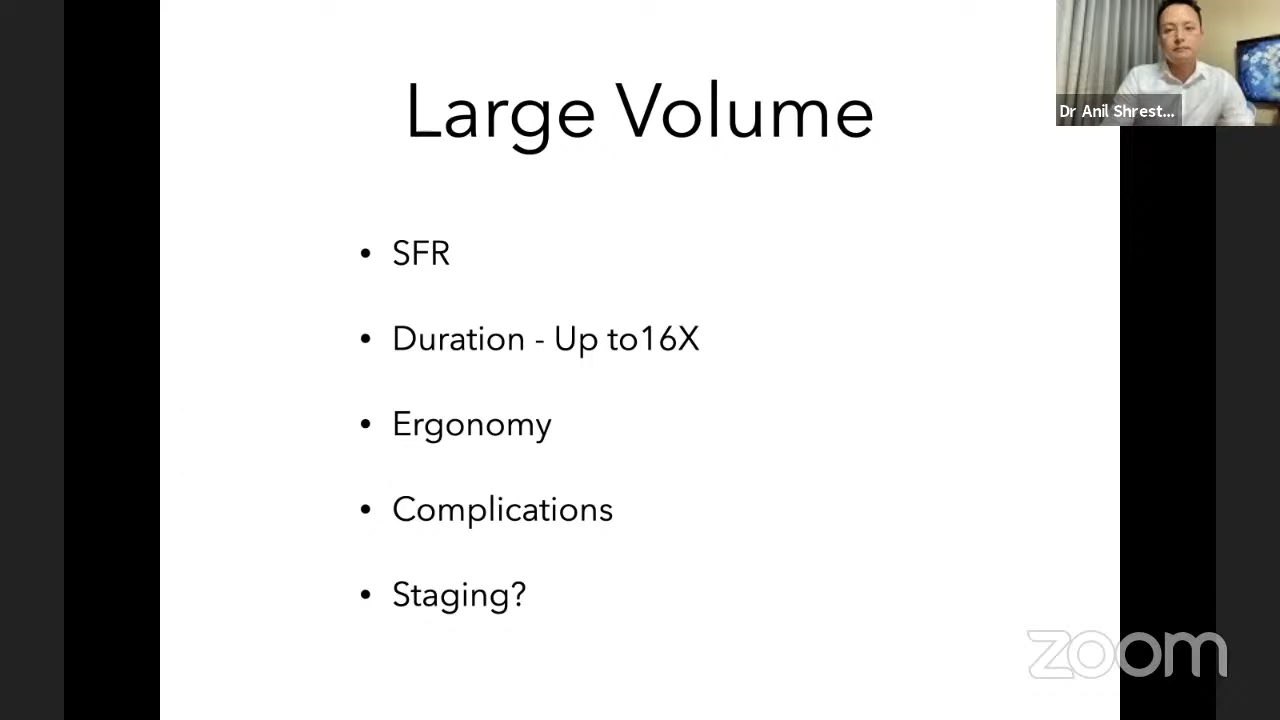 Large Volume
Dr Anil Shrest...
• SFR
• Duration - Up to16X
• Ergonomy
• Complications
• Staging?
zoom